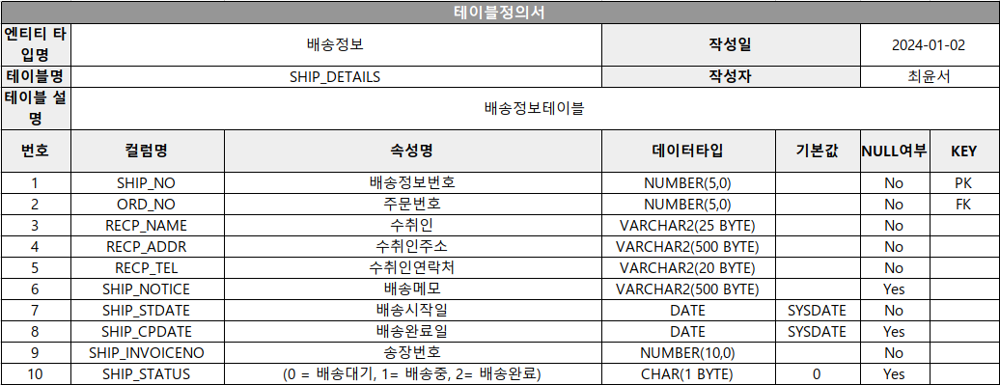 테이블정의서
엔티티 타입명 배송정보 작성일 2024-01-02
테이블명 SHIP_DETAILS 작성자 최윤서
테이블 설명 배송정보테이블
번호 컬럼명 속성명 데이터타입 기본값 NULL여부 KEY
1 SHIP_NO 배송정보번호 NUMBER(5,0) No PK
2 ORD_NO 주문번호 NUMBER(5,0) No FK
3 RECP_NAME 수취인 VARCHAR2(25 BYTE) No
4 RECP_ADDR 수취인주소 VARCHAR2(500 BYTE) No
5 RECP_TEL 수취인연락처 VARCHAR2(20 BYTE) No
6 SHIP_NOTICE 배송메모 VARCHAR2(500 BYTE) Yes
7 SHIP_STDATE 배송시작일 DATE SYSDATE No
8 SHIP_CPDATE 배송완료일 DATE SYSDATE Yes
9 SHIP_INVOICENO 송장번호 NUMBER(10,0) No
10 SHIP_STATUS (0 = 배송대기, 1= 배송중, 2= 배송완료) CHAR(1 BYTE) 0 Yes